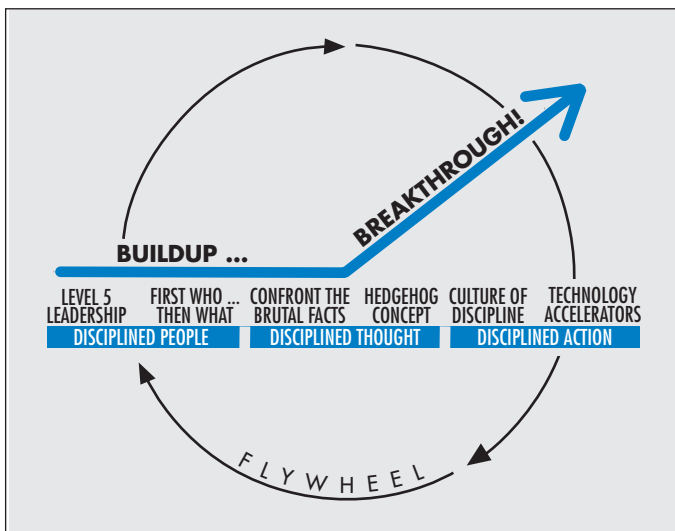 BREAKTHROUGH!
BUILDUP ...
LEVEL 5
LEADERSHIP
FIRST WHO ...
THEN WHAT
CONFRONT THE
BRUTAL FACTS
HEDGEHOG
CONCEPT
CULTURE OF
DISCIPLINE
TECHNOLOGY
ACCELERATORS
DISCIPLINED PEOPLE
DISCIPLINED THOUGHT
DISCIPLINED ACTION
FLYWHEEL